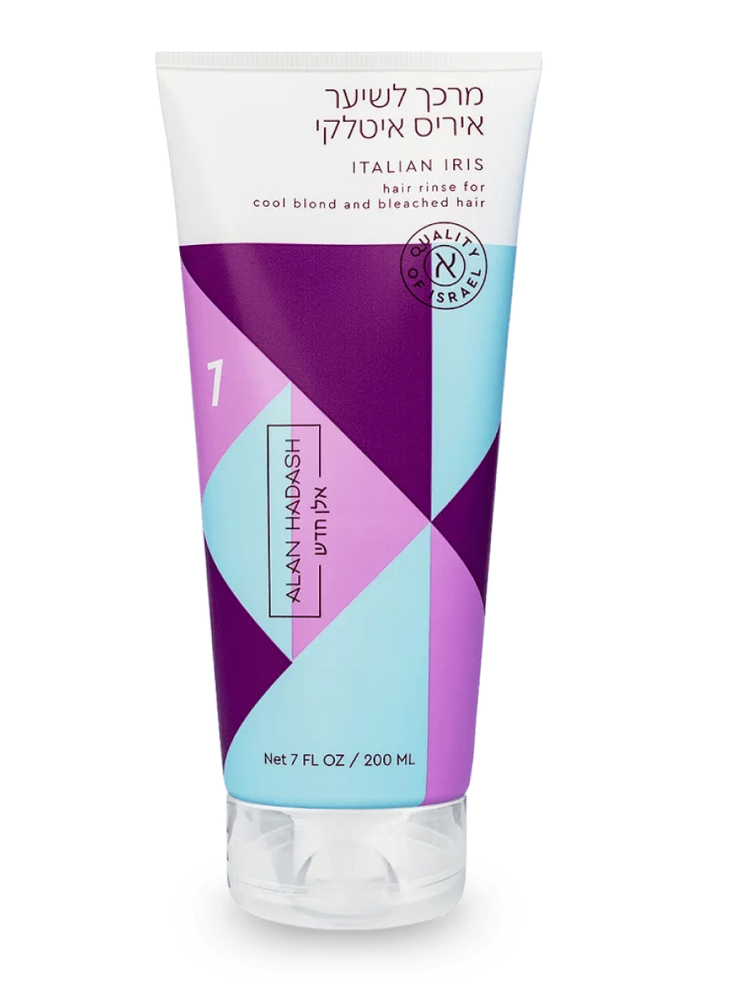 מרכך לשיער
איריס איטלקי
ITALIAN IRIS
hair rinse for
cool blond and bleached hair
QUALITY OF ISRAEL
א
1
ALAN HADASH
אלן חדש
Net 7 FL OZ / 200 ML